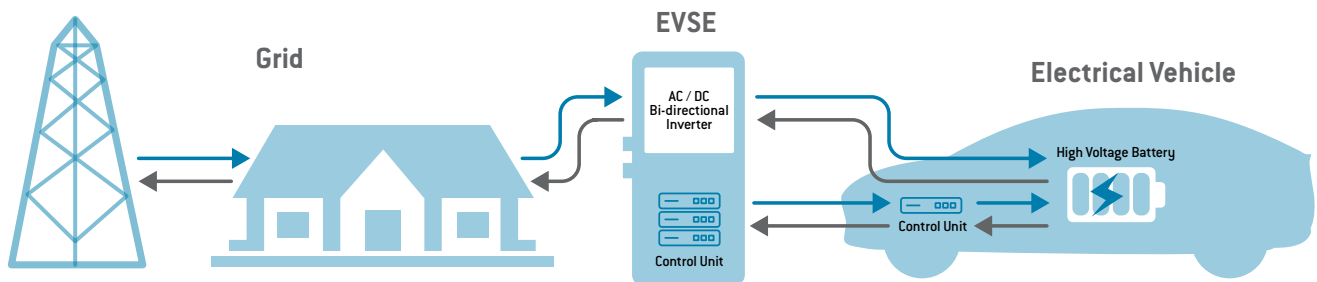 EVSE
Grid
Electrical Vehicle
AC / DC
Bi-directional
Inverter
High Voltage Battery
Control Unit
Control Unit